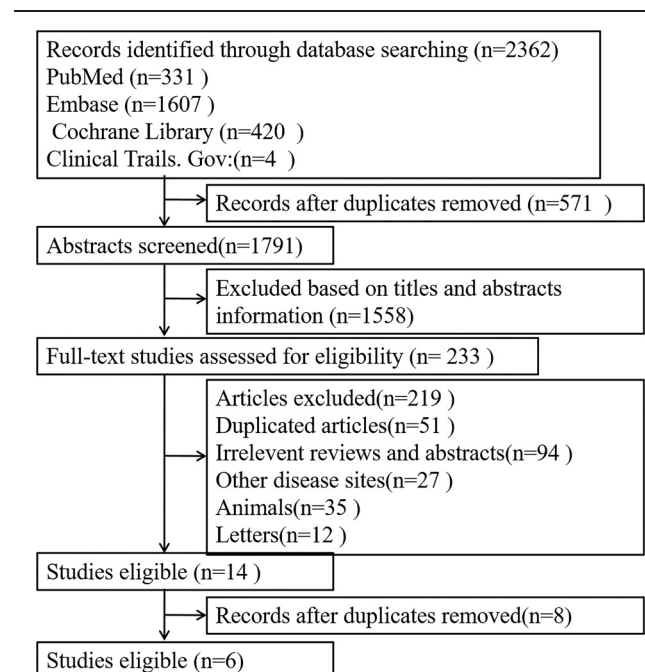 Records identified through database searching (n=2362)
PubMed (n=331 )
Embase (n=1607 )
Cochrane Library (n=420  )
Clinical Trails. Gov:(n=4  )
Records after duplicates removed (n=571  )
Abstracts screened(n=1791)
Excluded based on titles and abstracts
information (n=1558)
Full-text studies assessed for eligibility (n= 233 )
Articles excluded(n=219 )
Duplicated articles(n=51 )
Irrelevent reviews and abstracts(n=94 )
Other disease sites(n=27 )
Animals(n=35 )
Letters(n=12 )
Studies eligible (n=14 )
Records after duplicates removed(n=8)
Studies eligible (n=6)